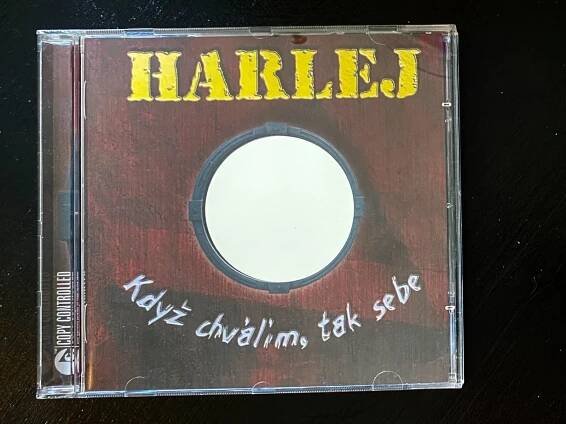 HARLEJ
Když chválím, tak sebe
COPY CONTROLLED